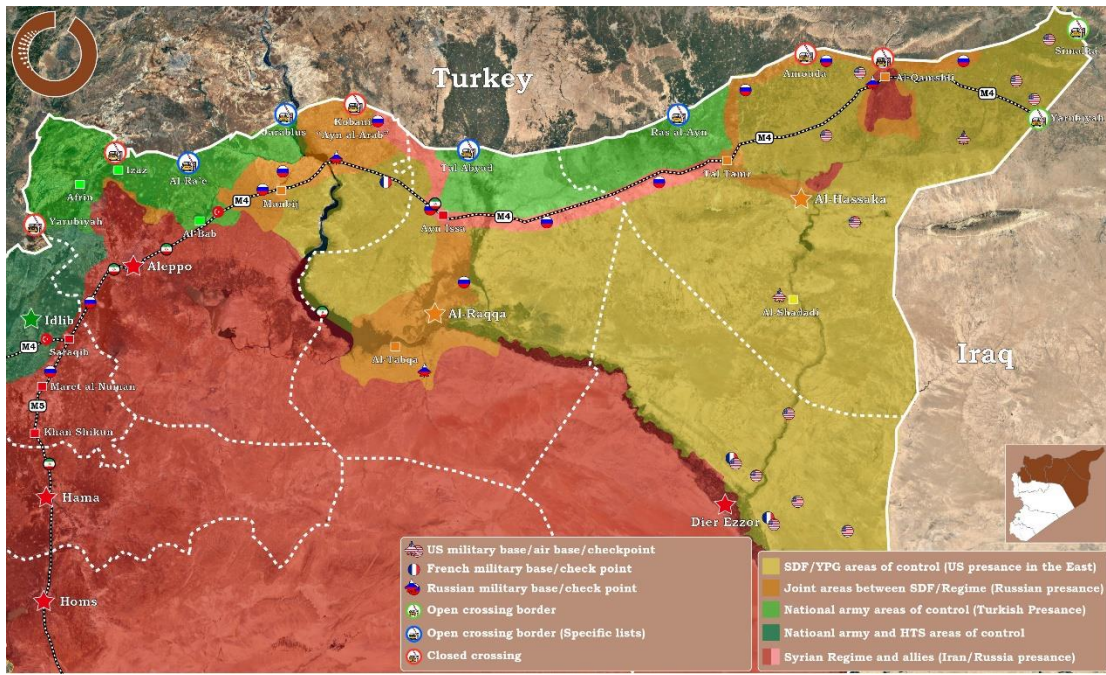 Turkey
Srmalka
Amouda
Al-Qamshli
M4
Yarubiyah
Kobani
"Ayn al-Arab"
Jarablus
Ras al-Ayn
M4
Izaz
Al-Ra'e
Tal Abyad
Tal Tamr
Afrin
Manbij
Al-Hassaka
M4
Yarubiyah
Al-Bab
M4
Ayn Issa
Aleppo
Idlib
Al-Raqqa
Al Shadadi
M4
Saraqib
Al-Tabqa
Iraq
Maret al-Numan
M5
Khan Shikun
Hama
Dier Ezzor
Homs
US military base/air base/checkpoint
French military base/check point
Russian military base/check point
Open crossing border
Open crossing border (Specific lists)
Closed crossing
SDF/YPG areas of control (US presance in the East)
Joint areas between SDF/Regime (Russian presance)
National army areas of control (Turkish Presance)
Natioanl army and HTS areas of control
Syrian Regime and allies (Iran/Russia presance)